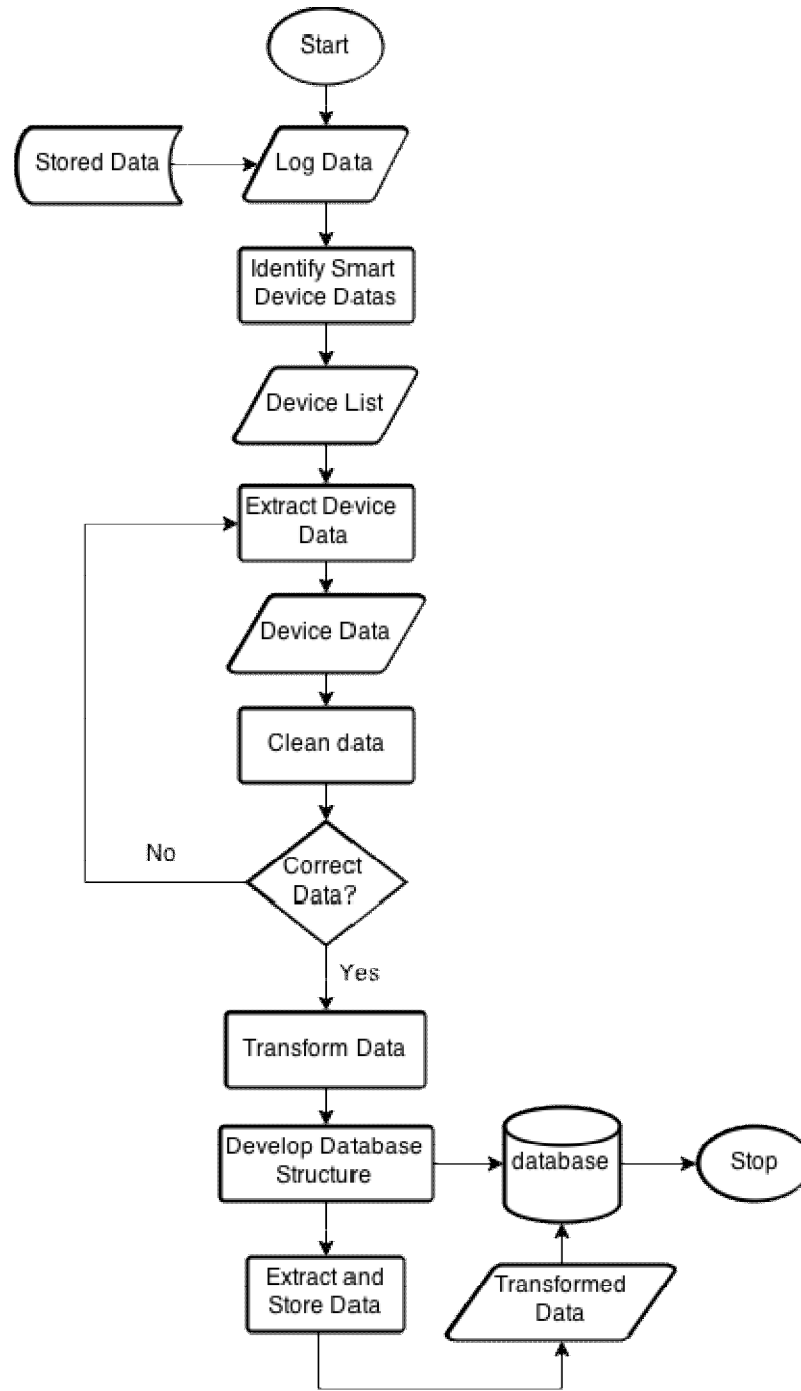 Start
Stored Data
Log Data
Identify Smart
Device Datas
Device List
Extract Device
Data
Device Data
Clean data
No
Correct
Data?
Yes
Transform Data
Develop Database
Structure
database
Stop
Extract and
Store Data
Transformed
Data